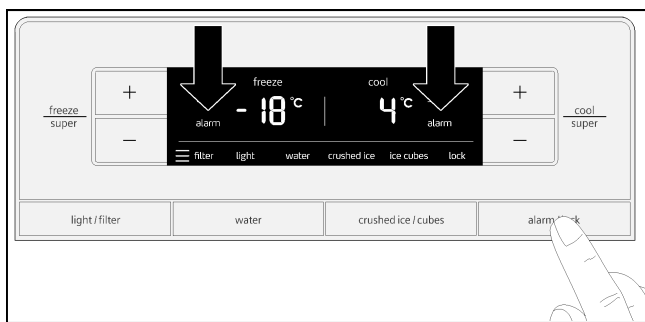 freeze
super
+
−
freeze
- 18 °C
alarm
cool
4 °C
alarm
filter light water crushed ice ice cubes lock
+
−
cool
super
light / filter
water
crushed ice / cubes
alarm